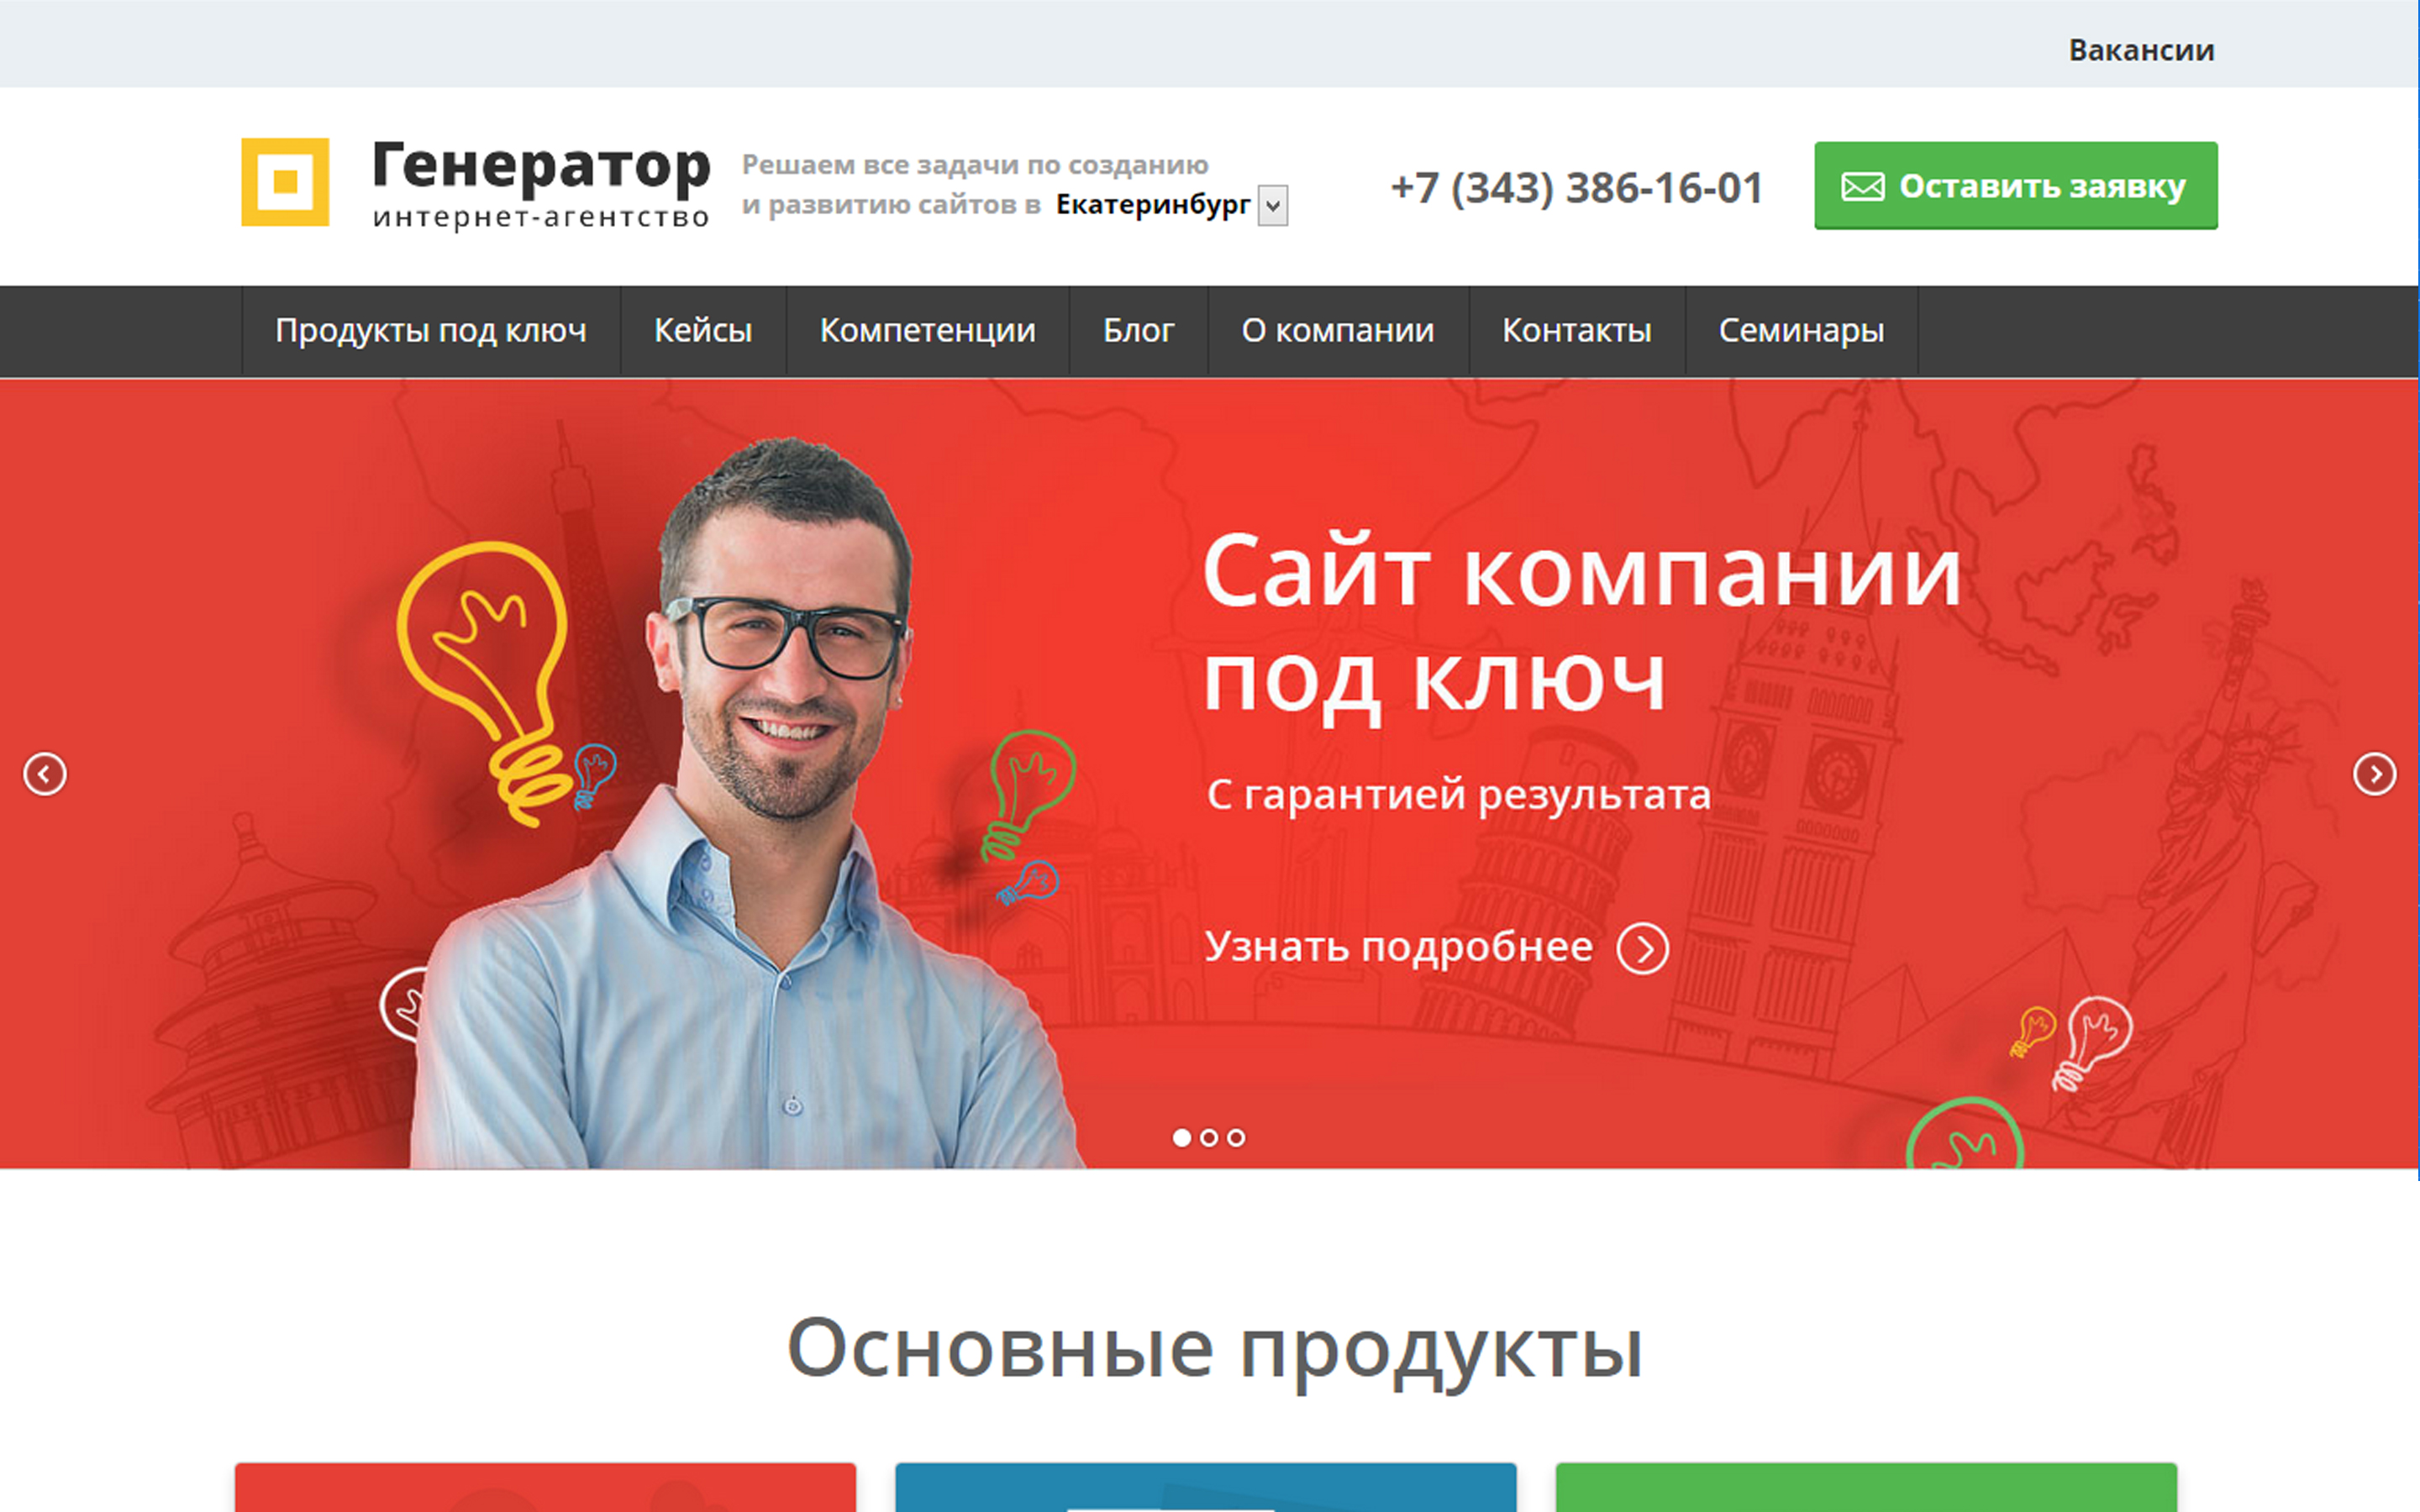 Вакансии
Генератор
интернет-агентство
Решаем все задачи по созданию
и развитию сайтов в Екатеринбург
+7 (343) 386-16-01
Оставить заявку
Продукты под ключ Кейсы Компетенции Блог О компании Контакты Семинары
Сайт компании
под ключ
С гарантией результата
Узнать подробнее
Основные продукты